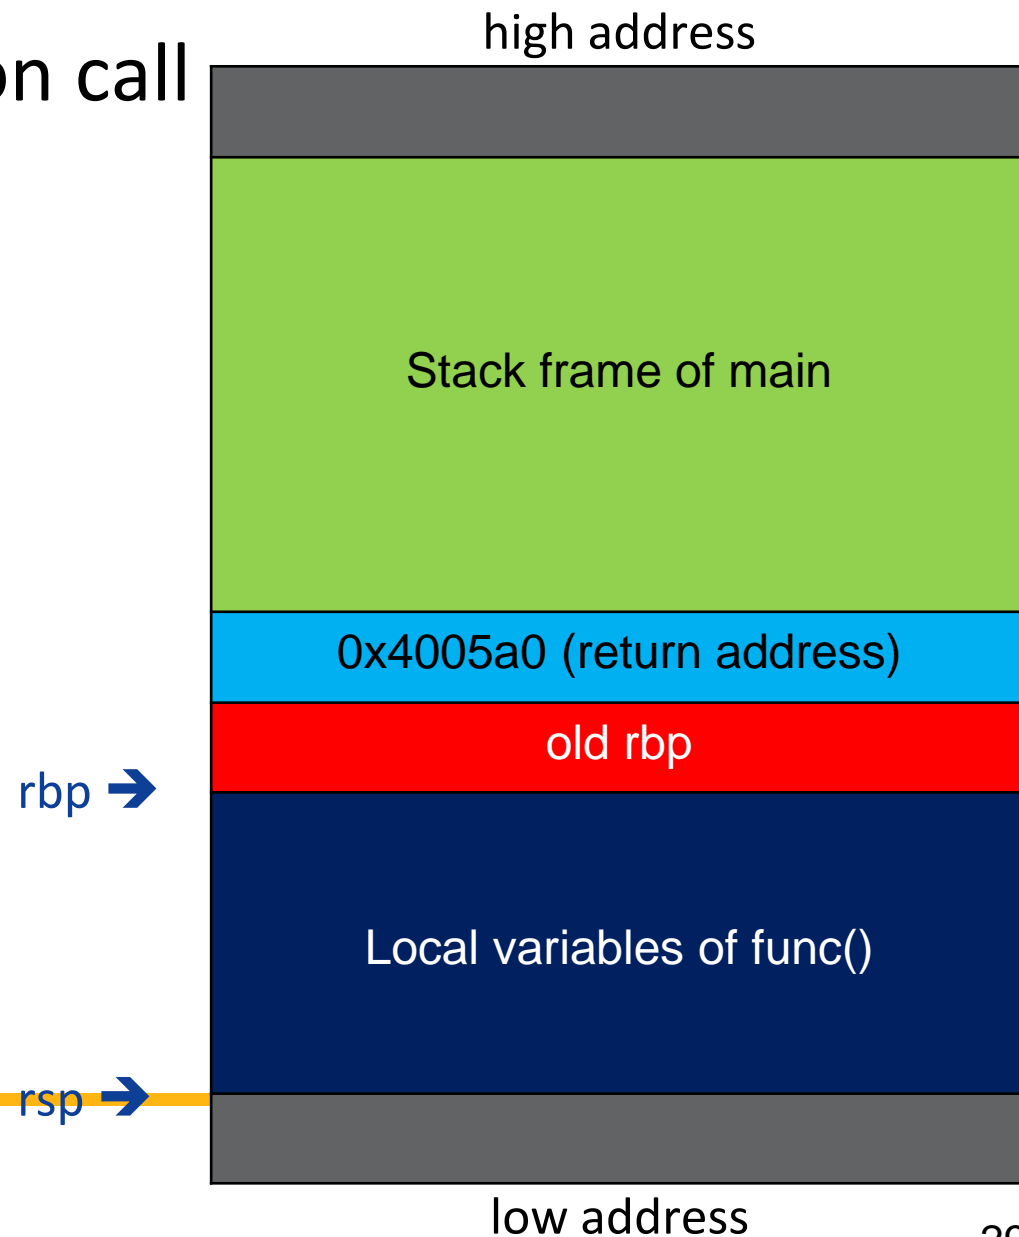 high address
on call
Stack frame of main
0x4005a0 (return address)
old rbp
rbp ➔
Local variables of func()
rsp ➔
low address